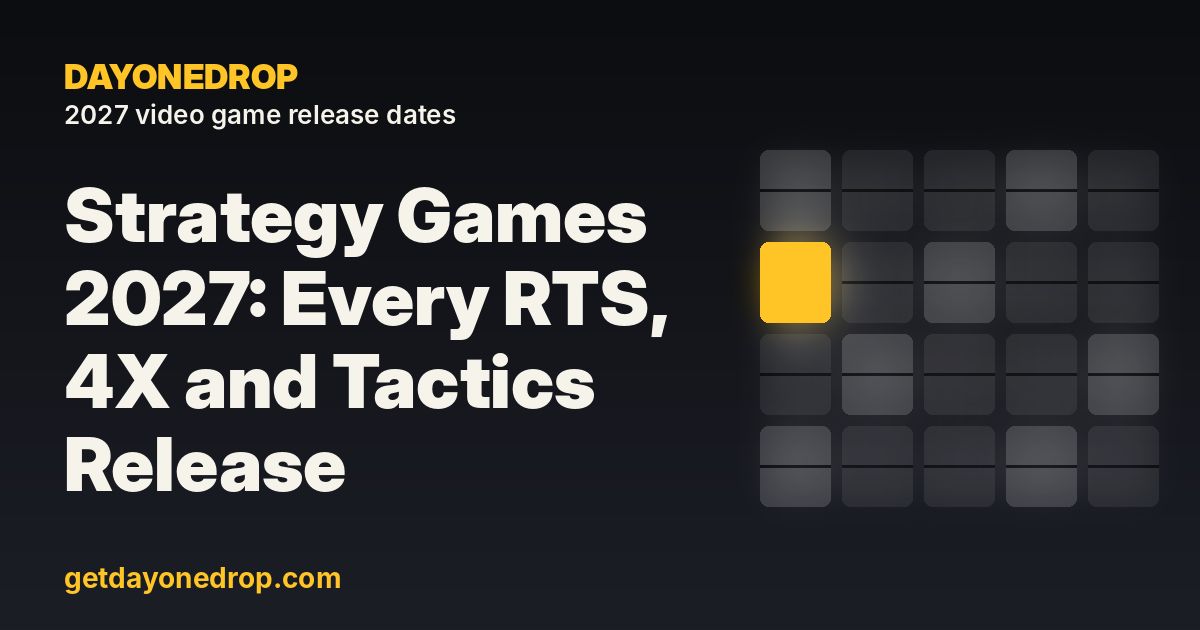 DAYONEDROP
2027 video game release dates
Strategy Games
2027: Every RTS,
4X and Tactics
Release
getdayonedrop.com